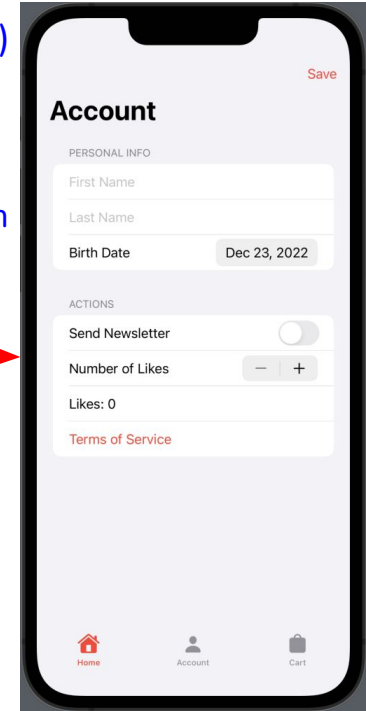 )
Save
Account
PERSONAL INFO
First Name
Last Name
Birth Date Dec 23, 2022
ACTIONS
Send Newsletter
Number of Likes − +
Likes: 0
Terms of Service
Home Account Cart